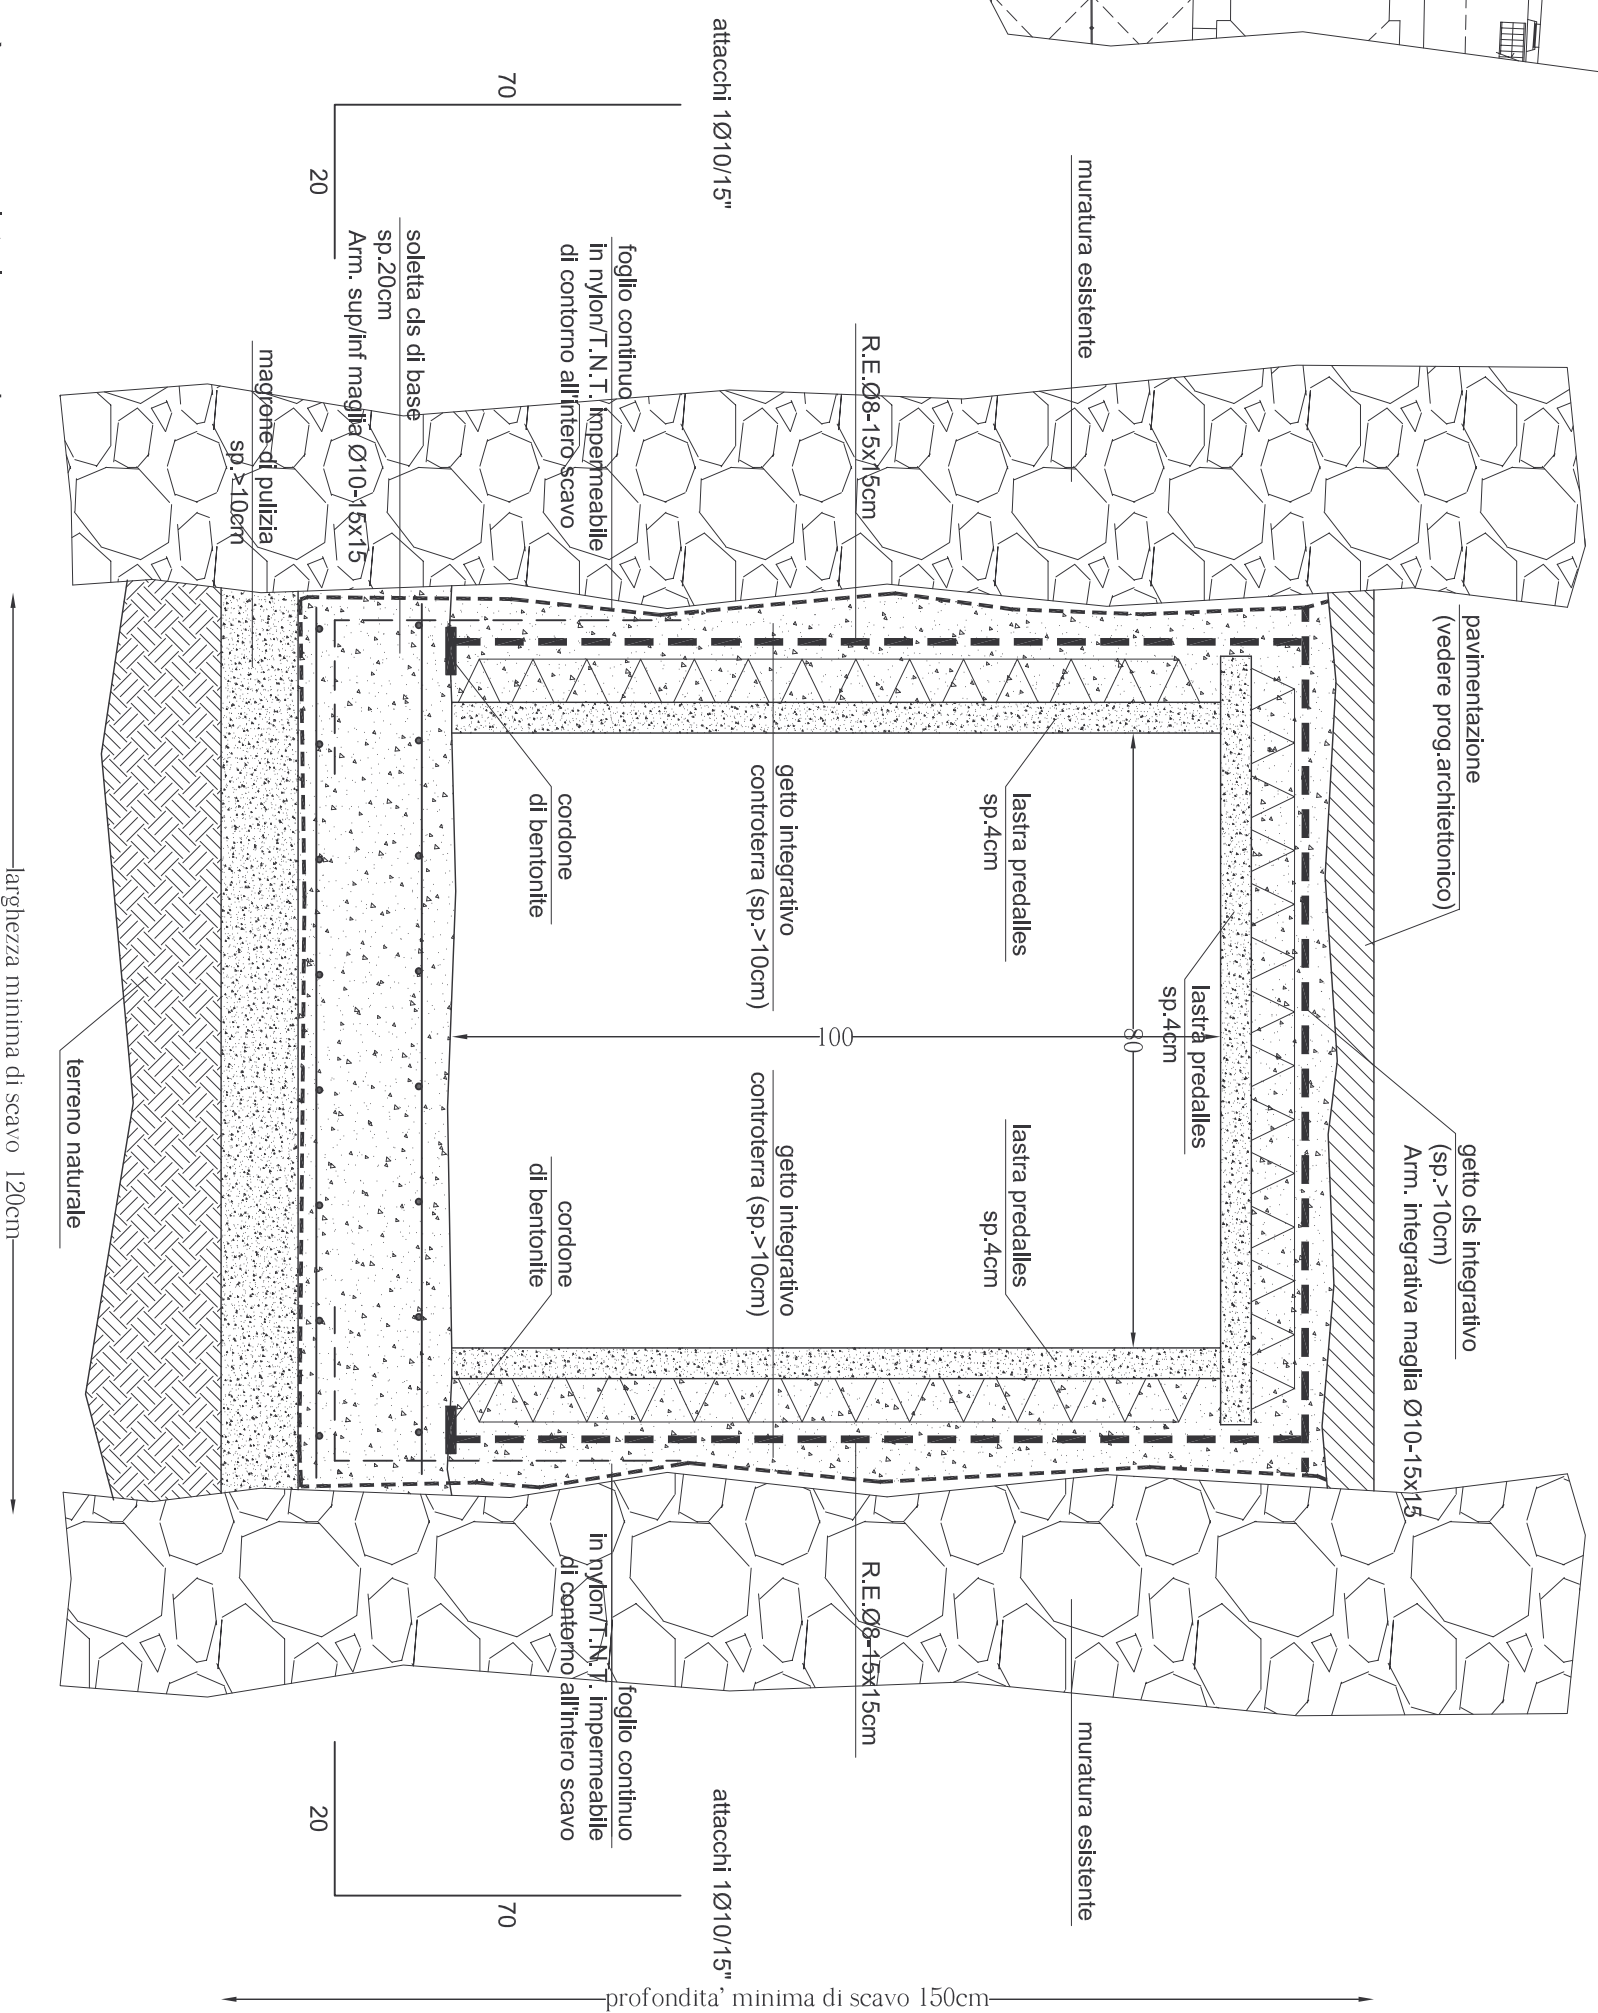 pavimentazione
(vedere prog.architettonico)
getto cls integrativo
(sp.>10cm)
Arm. integrativa maglia Ø10-15x15
lastra predalles
sp.4cm
muratura esistente
80
muratura esistente
lastra predalles
sp.4cm
lastra predalles
sp.4cm
R.E.Ø8-15x15cm
100
R.E.Ø8-15x15cm
getto integrativo
controterra (sp.>10cm)
getto integrativo
controterra (sp.>10cm)
attacchi 1Ø10/15"
attacchi 1Ø10/15"
foglio continuo
in nylon/T.N.T. impermeabile
di contorno all'intero scavo
cordone
di bentonite
cordone
di bentonite
foglio continuo
in nylon/T.N.T. impermeabile
di contorno all'intero scavo
70
70
soletta cls di base
sp.20cm
Arm. sup/inf maglia Ø10-15x15
20
20
magrone di pulizia
sp.>10cm
terreno naturale
larghezza minima di scavo 120cm
profondita' minima di scavo 150cm